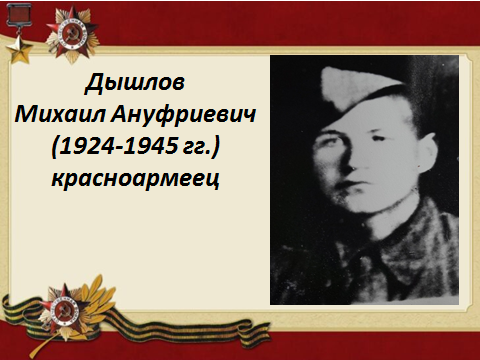 Дышлов
Михаил Ануфриевич
(1924-1945 гг.)
красноармеец